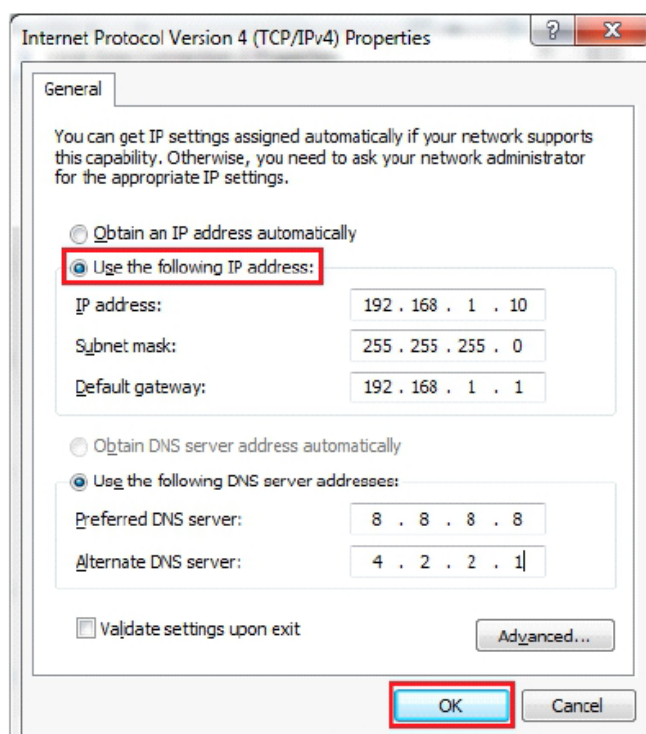 Internet Protocol Version 4 (TCP/IPv4) Properties
?
General
You can get IP settings assigned automatically if your network supports
this capability. Otherwise, you need to ask your network administrator
for the appropriate IP settings.
Obtain an IP address automatically
Use the following IP address:
IP address: 192 . 168 . 1 . 10
Subnet mask: 255 . 255 . 255 . 0
Default gateway: 192 . 168 . 1 . 1
Obtain DNS server address automatically
Use the following DNS server addresses:
Preferred DNS server: 8 . 8 . 8 . 8
Alternate DNS server: 4 . 2 . 2 . 1
Validate settings upon exit
Advanced...
OK Cancel